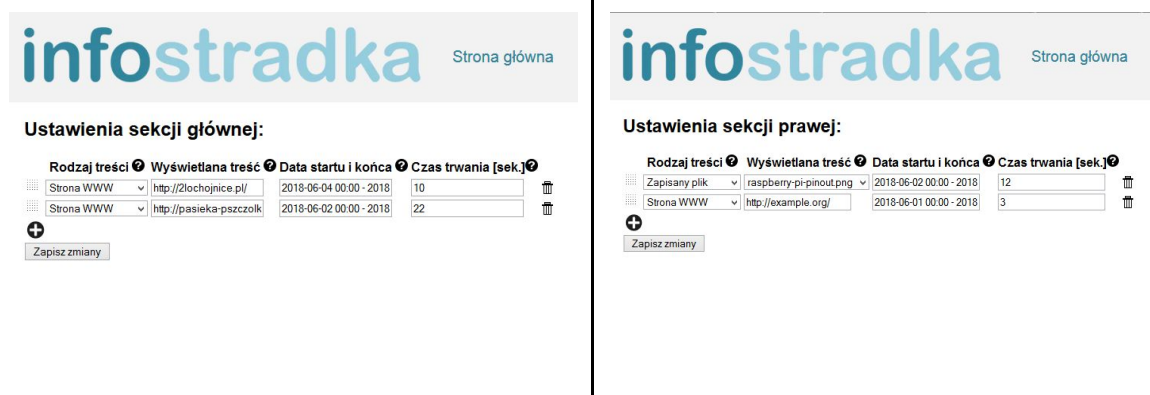 infostradka Strona główna
Ustawienia sekcji głównej:
Rodzaj treści ? Wyświetlana treść ? Data startu i końca ? Czas trwania [sek.] ?
Strona WWW http://2lochojnice.pl/ 2018-06-04 00:00 - 2018 10
Strona WWW http://pasieka-pszczolk 2018-06-02 00:00 - 2018 22
Zapisz zmiany
infostradka Strona główna
Ustawienia sekcji prawej:
Rodzaj treści ? Wyświetlana treść ? Data startu i końca ? Czas trwania [sek.] ?
Zapisany plik raspberry-pi-pinout.png 2018-06-02 00:00 - 2018 12
Strona WWW http://example.org/ 2018-06-01 00:00 - 2018 3
Zapisz zmiany